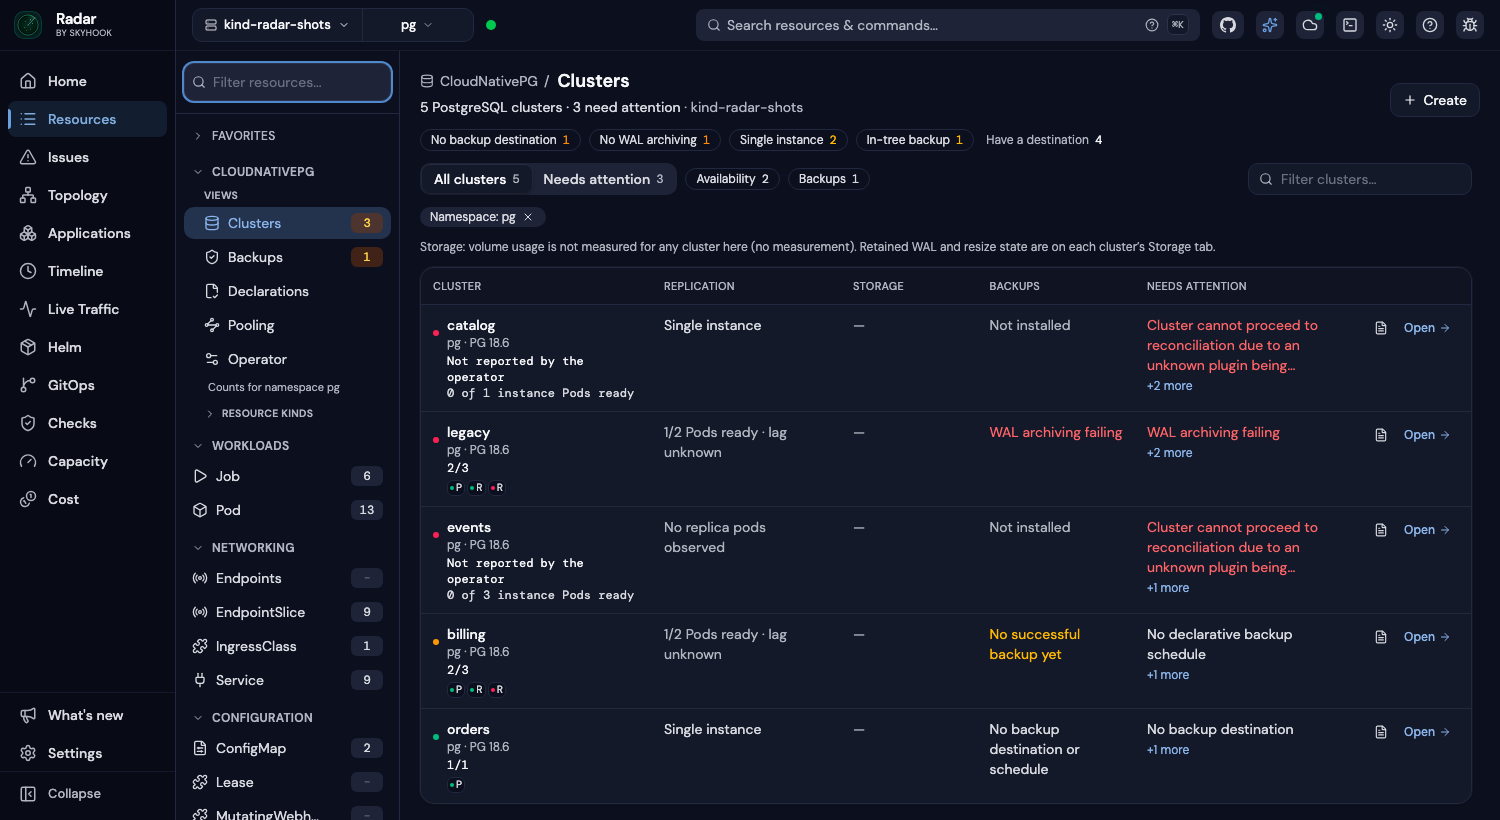 Radar
BY SKYHOOK
kind-radar-shots
pg
Search resources & commands...
⌘K
Home
Resources
Issues
Topology
Applications
Timeline
Live Traffic
Helm
GitOps
Checks
Capacity
Cost
What's new
Settings
Collapse
Filter resources...
FAVORITES
CLOUDNATIVEPG
VIEWS
Clusters 3
Backups 1
Declarations
Pooling
Operator
Counts for namespace pg
RESOURCE KINDS
WORKLOADS
Job 6
Pod 13
NETWORKING
Endpoints –
EndpointSlice 9
IngressClass 1
Service 9
CONFIGURATION
ConfigMap 2
Lease –
MutatingWebh... –
CloudNativePG / Clusters
5 PostgreSQL clusters · 3 need attention · kind-radar-shots
+ Create
No backup destination 1
No WAL archiving 1
Single instance 2
In-tree backup 1
Have a destination 4
All clusters 5
Needs attention 3
Availability 2
Backups 1
Filter clusters...
Namespace: pg ×
Storage: volume usage is not measured for any cluster here (no measurement). Retained WAL and resize state are on each cluster's Storage tab.
CLUSTER REPLICATION STORAGE BACKUPS NEEDS ATTENTION
catalog
pg · PG 18.6
Not reported by the
operator
0 of 1 instance Pods ready
Single instance
—
Not installed
Cluster cannot proceed to
reconciliation due to an
unknown plugin being...
+2 more
Open →
legacy
pg · PG 18.6
2/3
P R R
1/2 Pods ready · lag
unknown
—
WAL archiving failing
WAL archiving failing
+2 more
Open →
events
pg · PG 18.6
Not reported by the
operator
0 of 3 instance Pods ready
No replica pods
observed
—
Not installed
Cluster cannot proceed to
reconciliation due to an
unknown plugin being...
+1 more
Open →
billing
pg · PG 18.6
2/3
P R R
1/2 Pods ready · lag
unknown
—
No successful
backup yet
No declarative backup
schedule
+1 more
Open →
orders
pg · PG 18.6
1/1
P
Single instance
—
No backup
destination or
schedule
No backup destination
+1 more
Open →